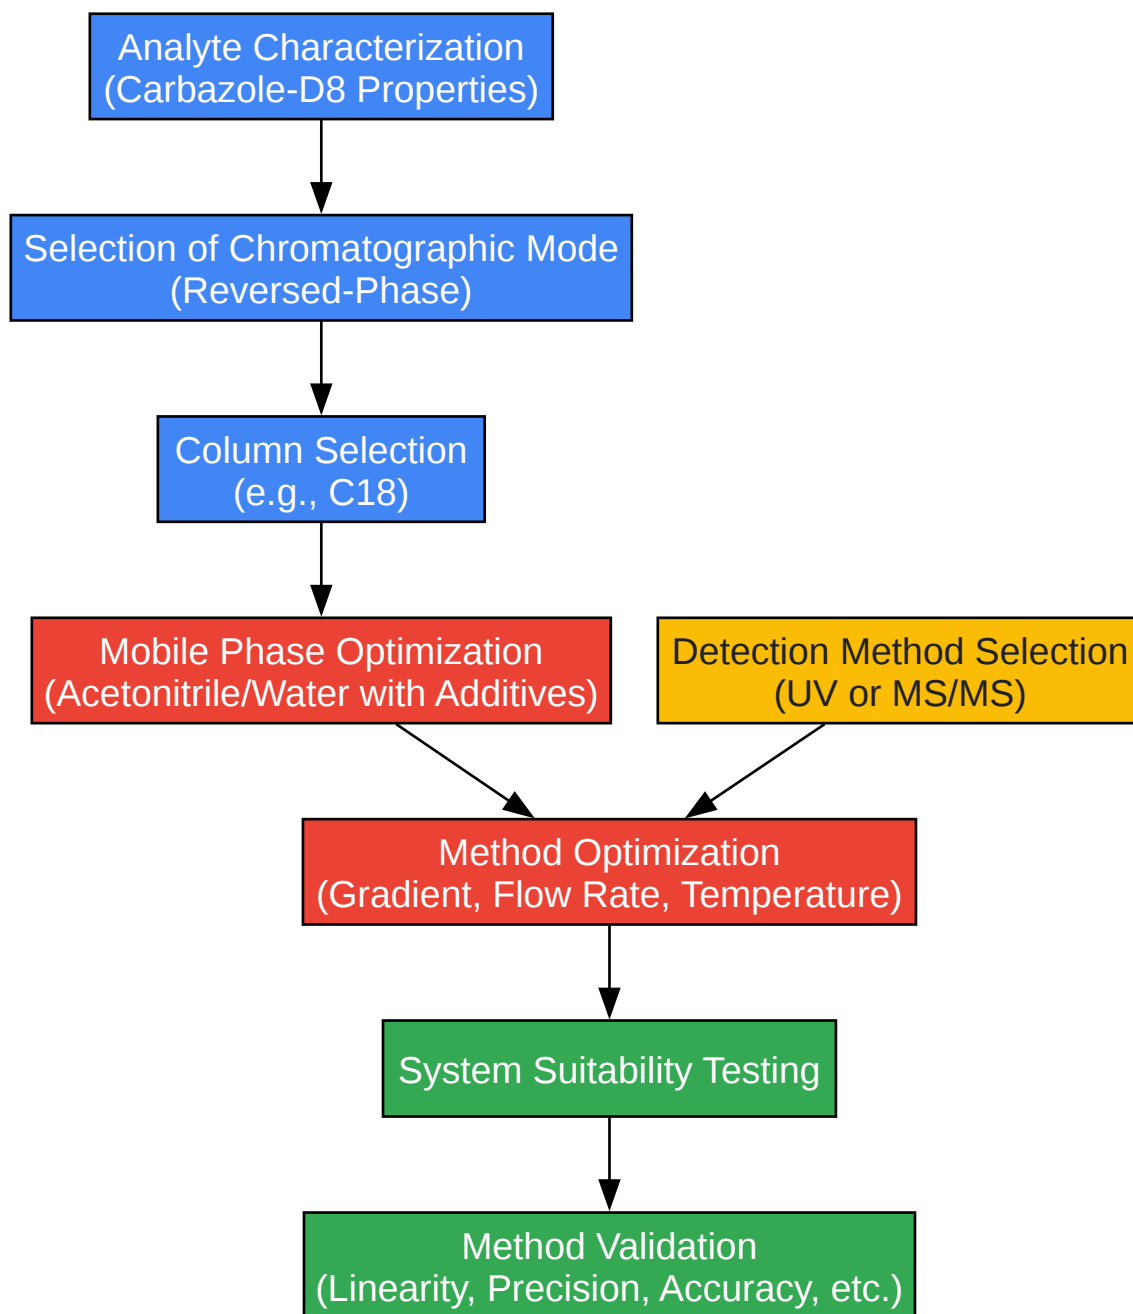 Analyte Characterization
(Carbazole-D8 Properties)
Selection of Chromatographic Mode
(Reversed-Phase)
Column Selection
(e.g., C18)
Mobile Phase Optimization
(Acetonitrile/Water with Additives)
Detection Method Selection
(UV or MS/MS)
Method Optimization
(Gradient, Flow Rate, Temperature)
System Suitability Testing
Method Validation
(Linearity, Precision, Accuracy, etc.)